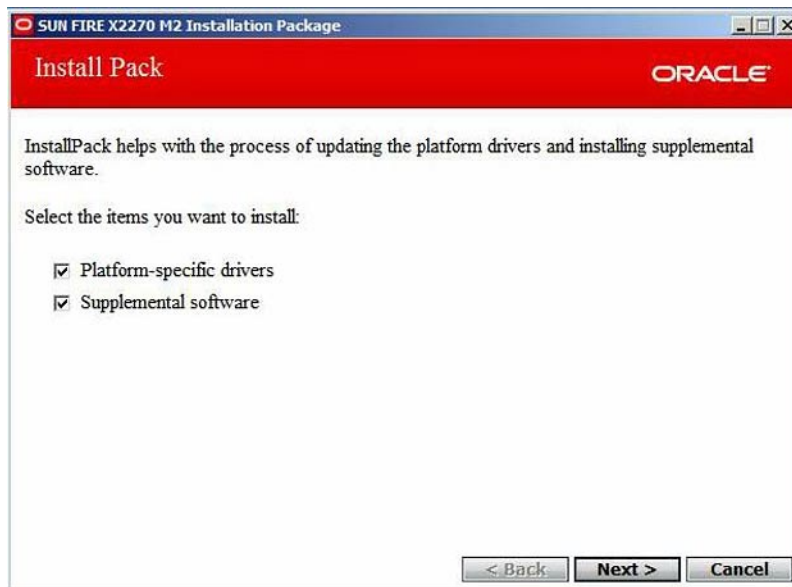 SUN FIRE X2270 M2 Installation Package
Install Pack
ORACLE
InstallPack helps with the process of updating the platform drivers and installing supplemental
software.
Select the items you want to install:
Platform-specific drivers
Supplemental software
< Back Next > Cancel